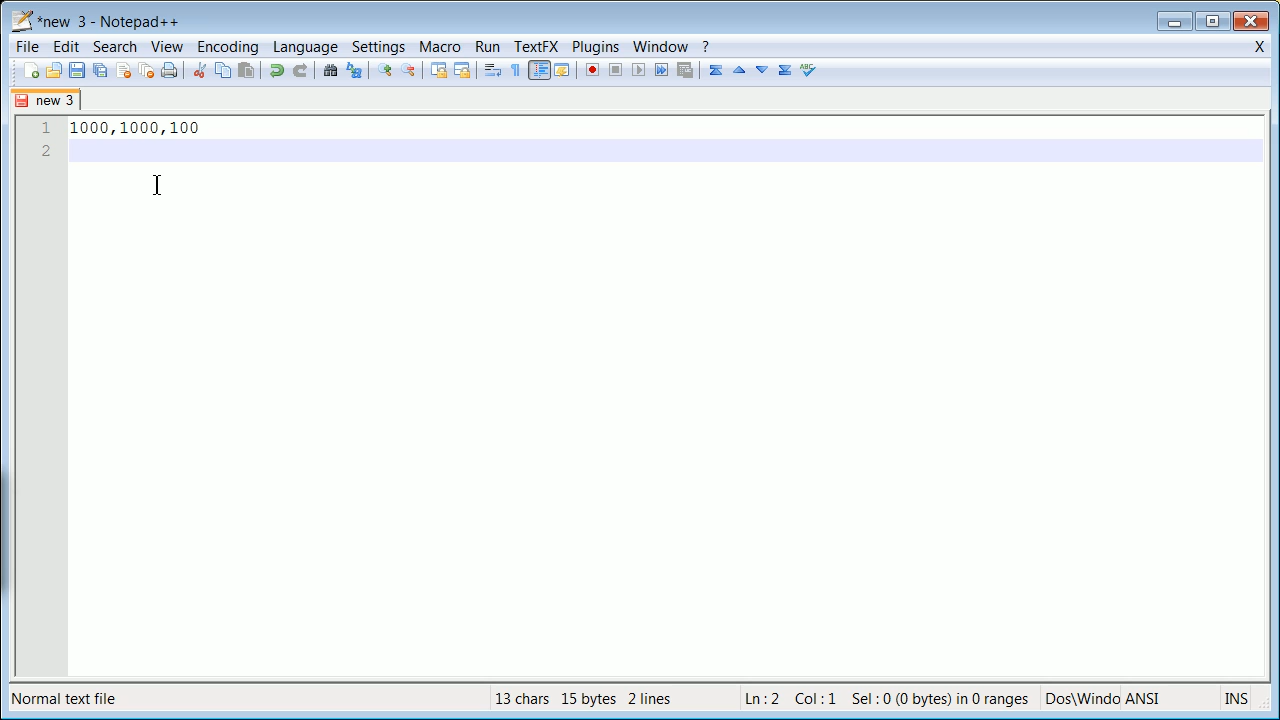 *new  3 - Notepad++
File Edit Search View Encoding Language Settings Macro Run TextFX Plugins Window ? X
new 3
1 1000,1000,100
2
Normal text file 13 chars 15 bytes 2 lines Ln : 2 Col : 1 Sel : 0 (0 bytes) in 0 ranges Dos\Windo ANSI INS